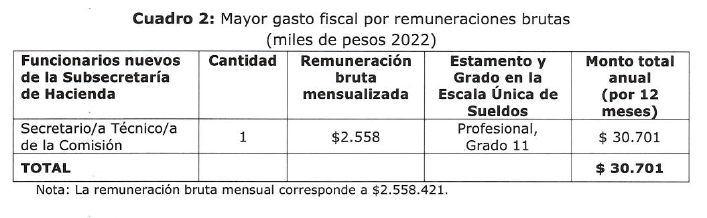 Cuadro 2: Mayor gasto fiscal por remuneraciones brutas
(miles de pesos 2022)
Funcionarios nuevos de la Subsecretaría de Hacienda
Cantidad
Remuneración bruta mensualizada
Estamento y Grado en la Escala Única de Sueldos
Monto total anual (por 12 meses)
Secretario/a Técnico/a de la Comisión
1
$2.558
Profesional, Grado 11
$ 30.701
TOTAL
$ 30.701
Nota: La remuneración bruta mensual corresponde a $2.558.421.